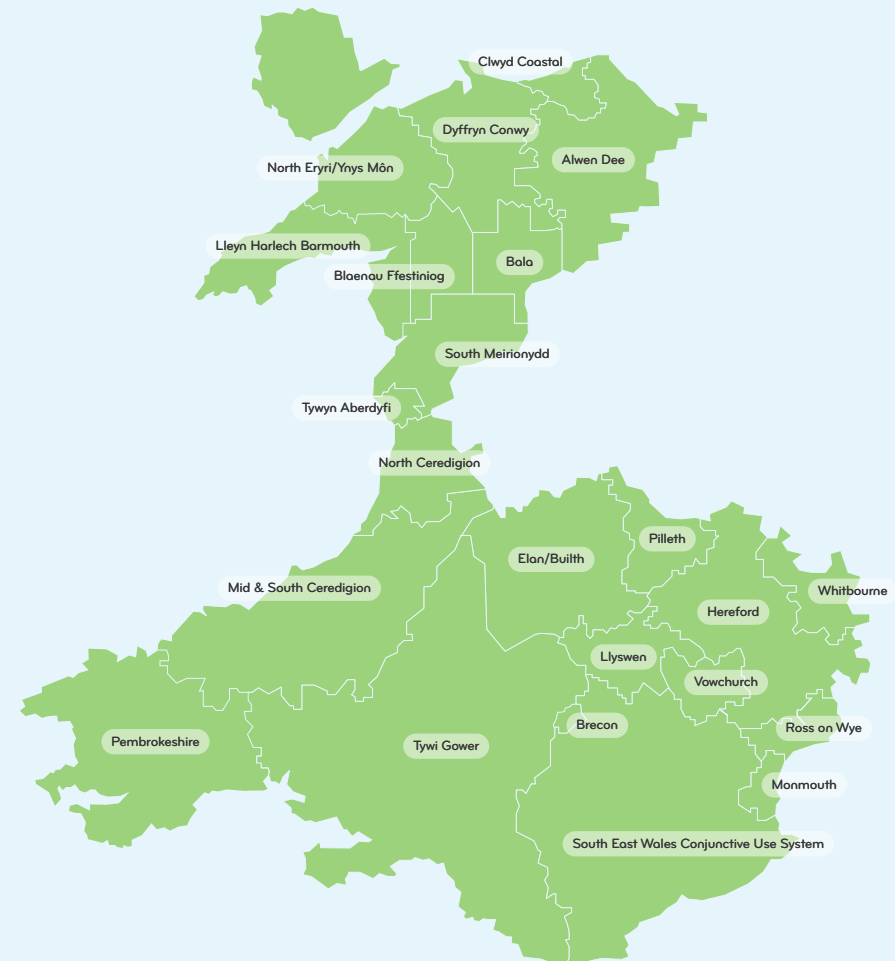 Clwyd Coastal
Dyffryn Conwy
Alwen Dee
North Eryri/Ynys Môn
Lleyn Harlech Barmouth
Bala
Blaenau Ffestiniog
South Meirionydd
Tywyn Aberdyfi
North Ceredigion
Pilleth
Elan/Builth
Mid & South Ceredigion
Whitbourne
Hereford
Llyswen
Vowchurch
Brecon
Ross on Wye
Pembrokeshire
Tywi Gower
Monmouth
South East Wales Conjunctive Use System